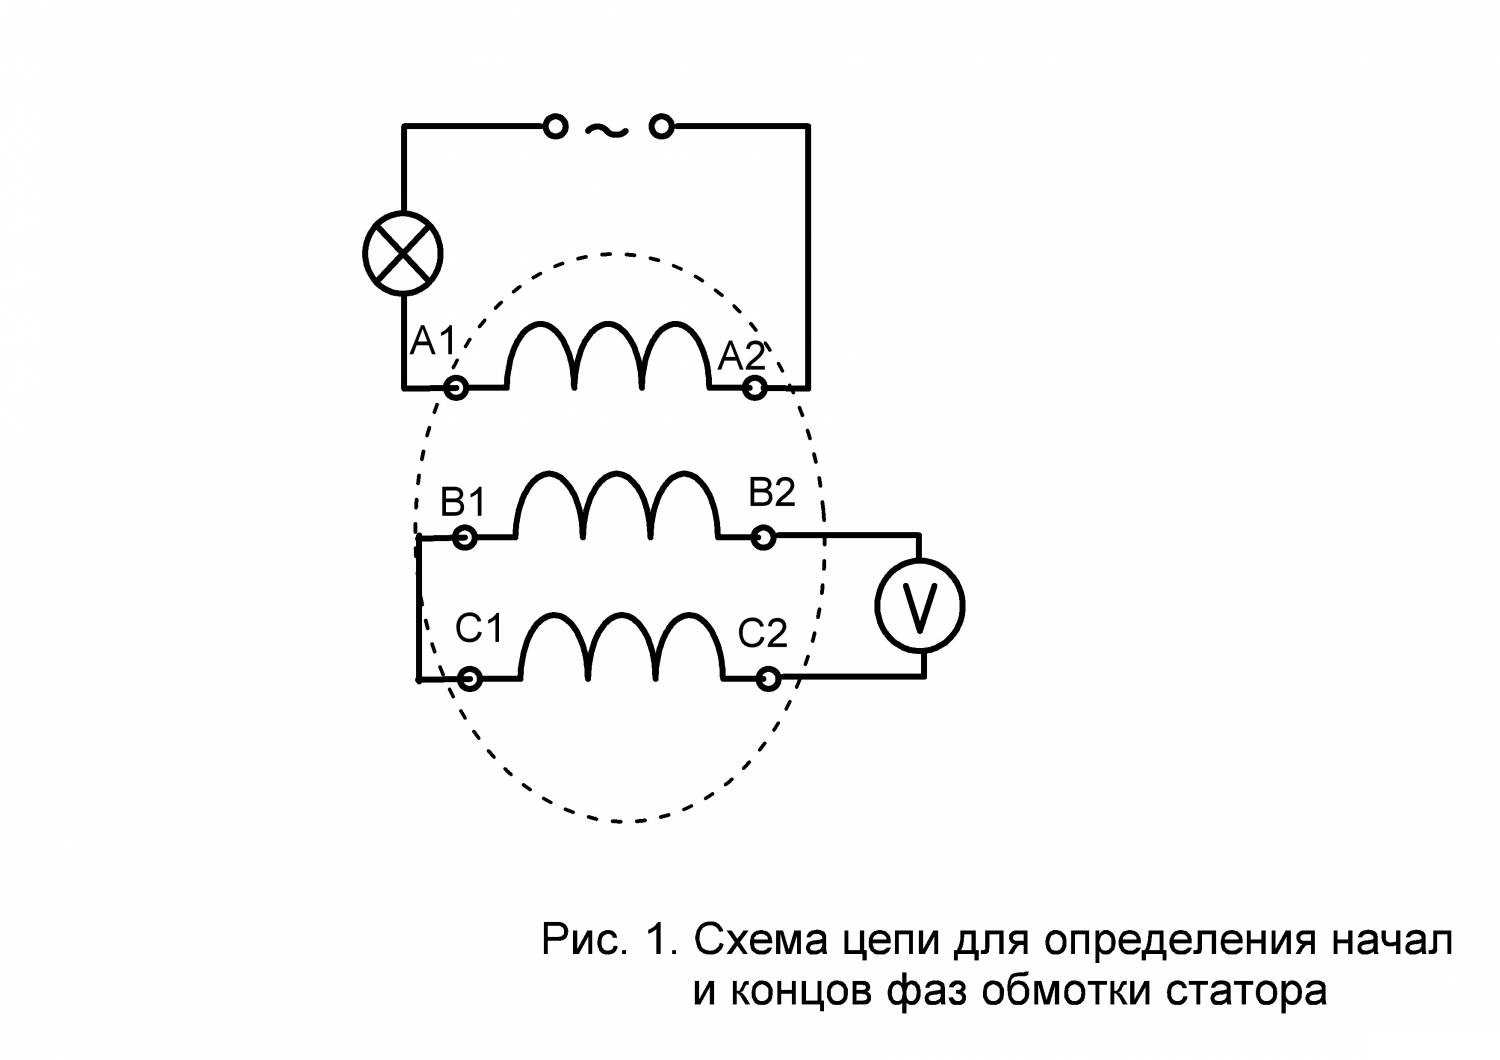 ~
A1
A2
B1
B2
V
C1
C2
Рис. 1. Схема цепи для определения начал
и концов фаз обмотки статора